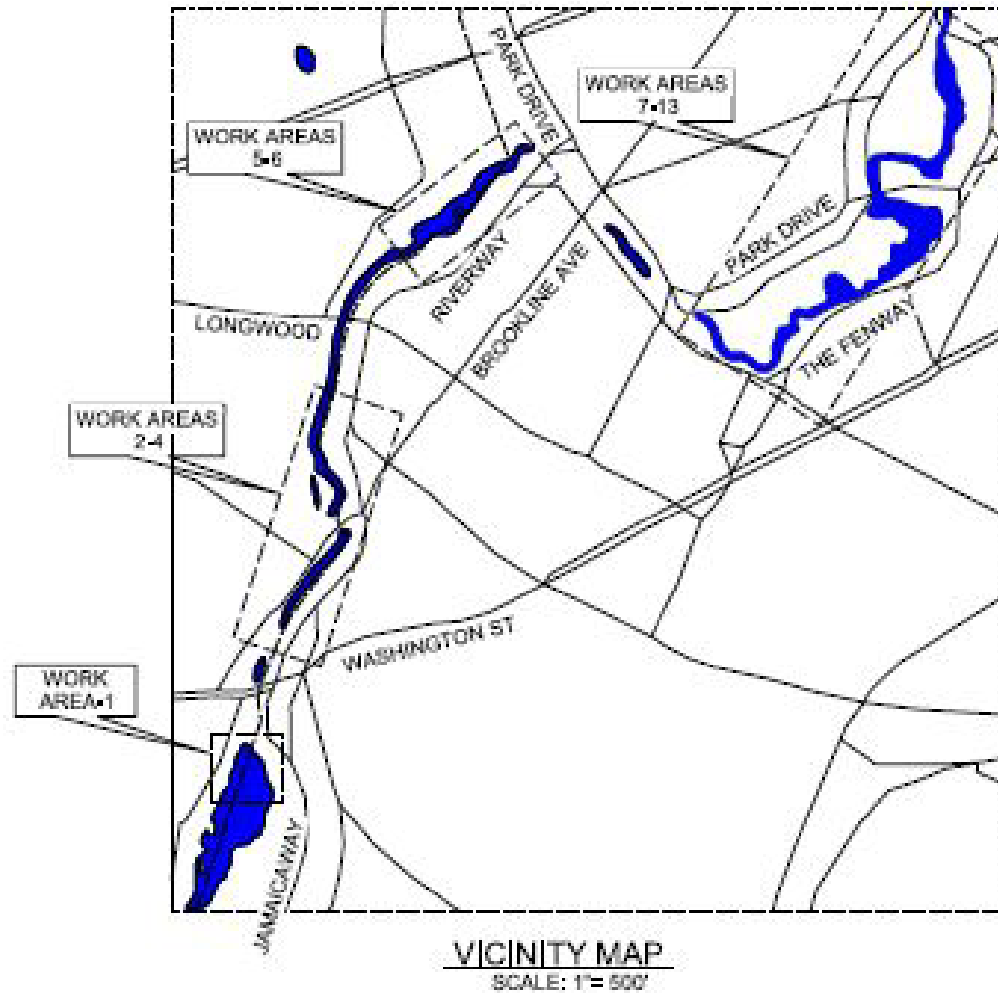 PARK DRIVE
WORK AREAS
7-13
WORK AREAS
5-6
PARK DRIVE
RIVERWAY
BROOKLINE AVE
LONGWOOD
THE FENWAY
WORK AREAS
2-4
WASHINGTON ST
WORK
AREA-1
JAMAICAWAY
VICINITY MAP
SCALE: 1"= 500'